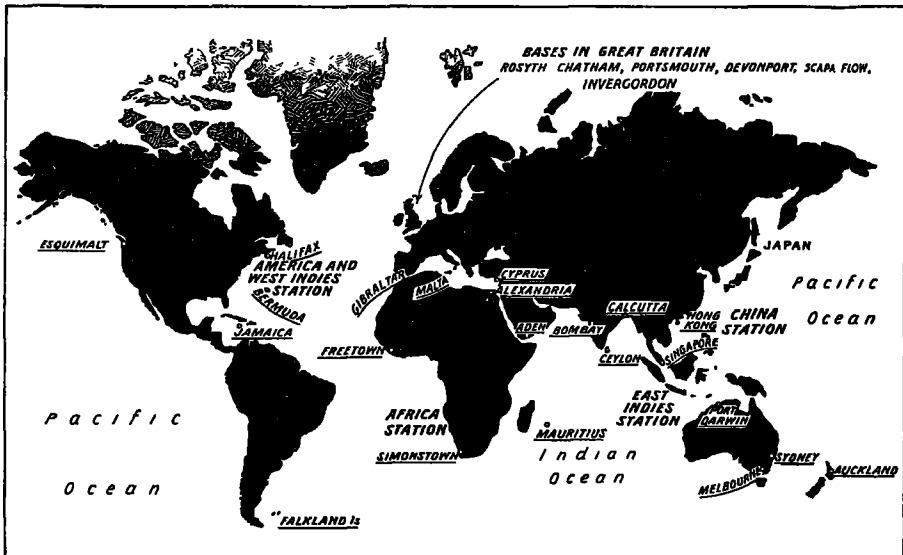 BASES IN GREAT BRITAIN
ROSYTH CHATHAM, PORTSMOUTH, DEVONPORT, SCAPA FLOW,
INVERGORDON
ESQUIMALT
HALIFAX
AMERICA AND
WEST INDIES
STATION
BERMUDA
JAMAICA
GIBRALTAR
MALTA
CYPRUS
ALEXANDRIA
JAPAN
Pacific
Ocean
CALCUTTA
ADEN
BOMBAY
HONG
KONG
CHINA
STATION
FREETOWN
CEYLON
SINGAPORE
Pacific
Ocean
AFRICA
STATION
SIMONSTOWN
MAURITIUS
Indian
Ocean
EAST
INDIES
STATION
PORT
DARWIN
SYDNEY
MELBOURNE
AUCKLAND
FALKLAND Is